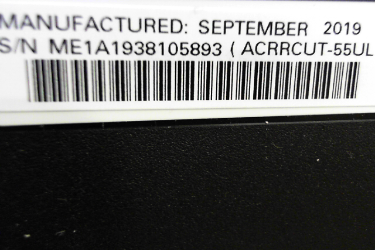 MANUFACTURED: SEPTEMBER 2019
S/N ME1A1938105893 ( ACRRCUT-55UL